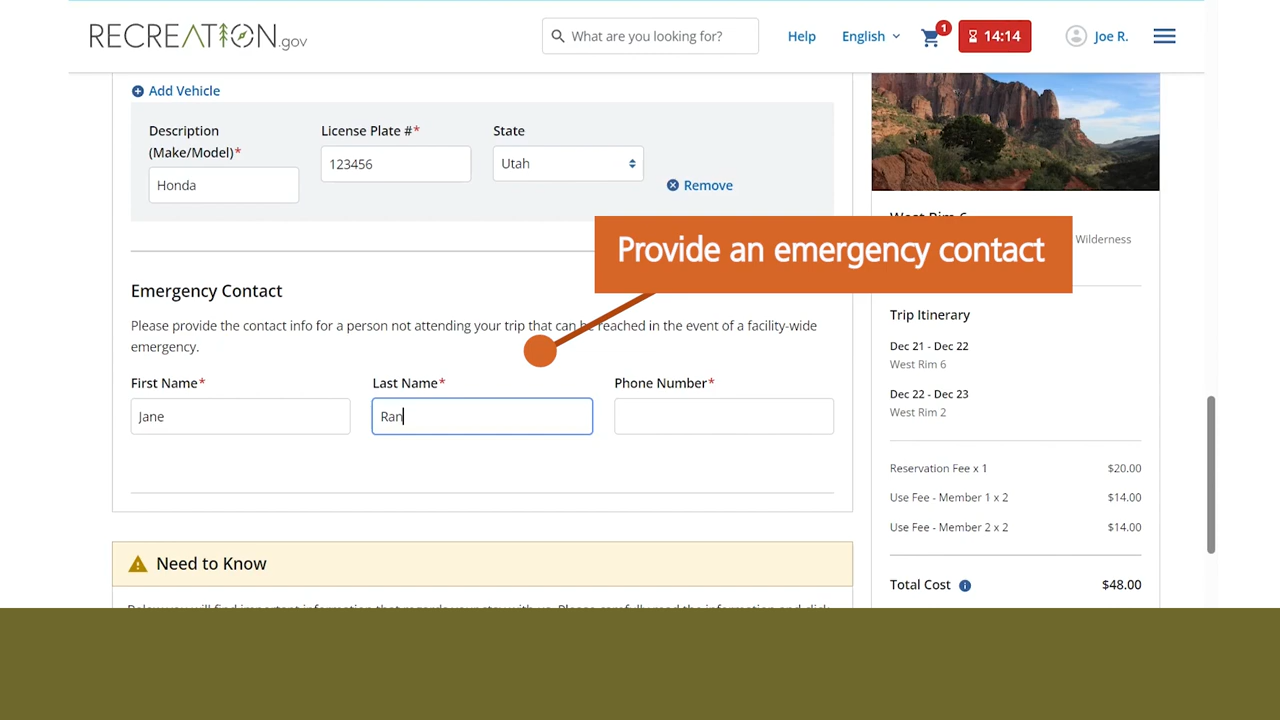 RECREATION.gov
What are you looking for?
Help
English
1
14:14
Joe R.
Add Vehicle
Description
(Make/Model)*
License Plate #*
State
Honda
123456
Utah
Remove
Provide an emergency contact
Emergency Contact
Please provide the contact info for a person not attending your trip that can be reached in the event of a facility-wide
emergency.
First Name*
Last Name*
Phone Number*
Jane
Ran
Need to Know
West Rim 6
Wilderness
Trip Itinerary
Dec 21 - Dec 22
West Rim 6
Dec 22 - Dec 23
West Rim 2
Reservation Fee x 1 $20.00
Use Fee - Member 1 x 2 $14.00
Use Fee - Member 2 x 2 $14.00
Total Cost $48.00